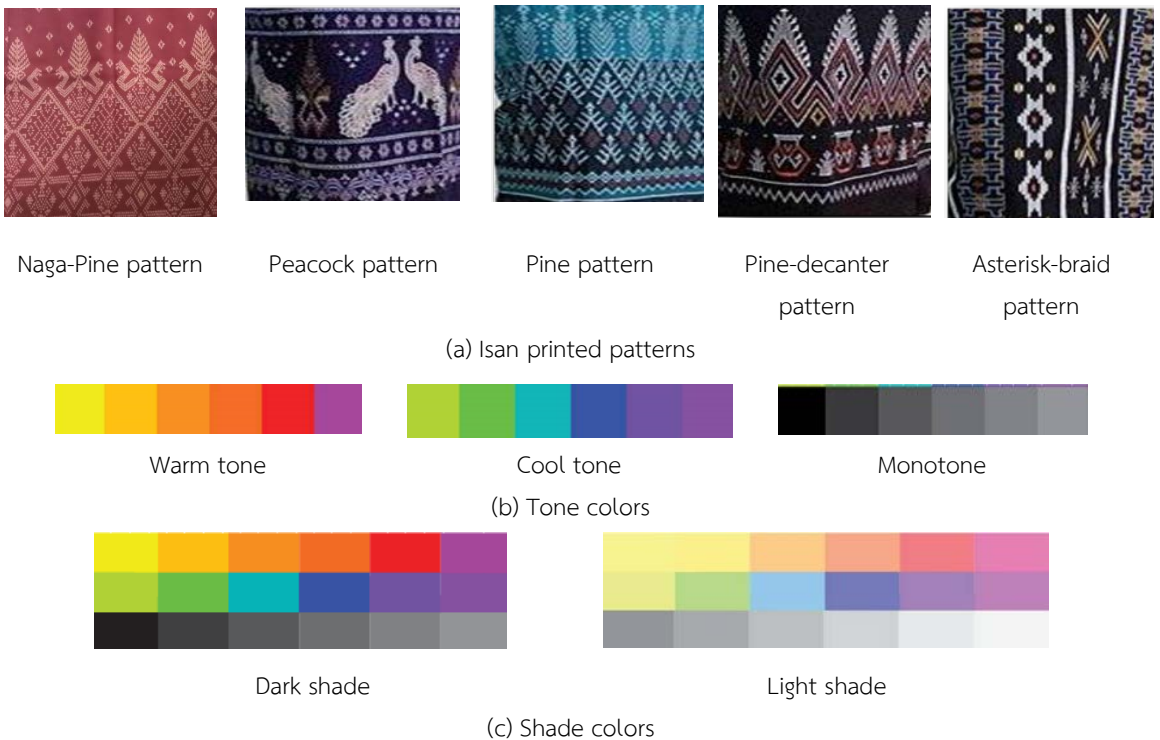 Naga-Pine pattern
Peacock pattern
Pine pattern
Pine-decanter
pattern
Asterisk-braid
pattern
(a) Isan printed patterns
Warm tone
Cool tone
Monotone
(b) Tone colors
Dark shade
Light shade
(c) Shade colors